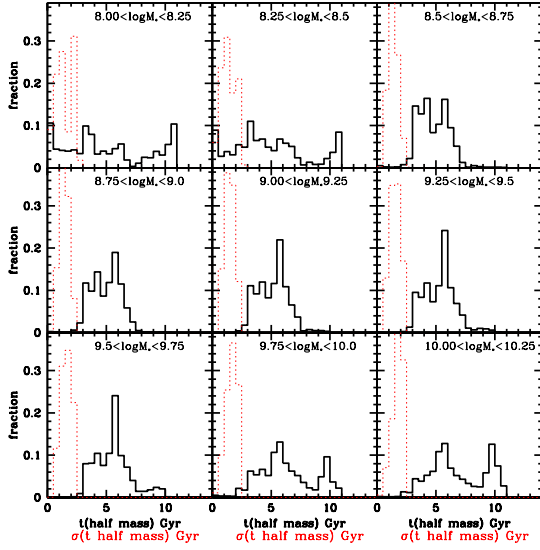 8.00<logM*<8.25 8.25<logM*<8.5 8.5<logM*<8.75
fraction 0.3 0.2 0.1 0
8.75<logM*<9.0 9.00<logM*<9.25 9.25<logM*<9.5
fraction 0.3 0.2 0.1 0
9.5<logM*<9.75 9.75<logM*<10.0 10.00<logM*<10.25
fraction 0.3 0.2 0.1 0
0 5 10 0 5 10 0 5 10
t(half mass) Gyr t(half mass) Gyr t(half mass) Gyr
σ(t half mass) Gyr σ(t half mass) Gyr σ(t half mass) Gyr